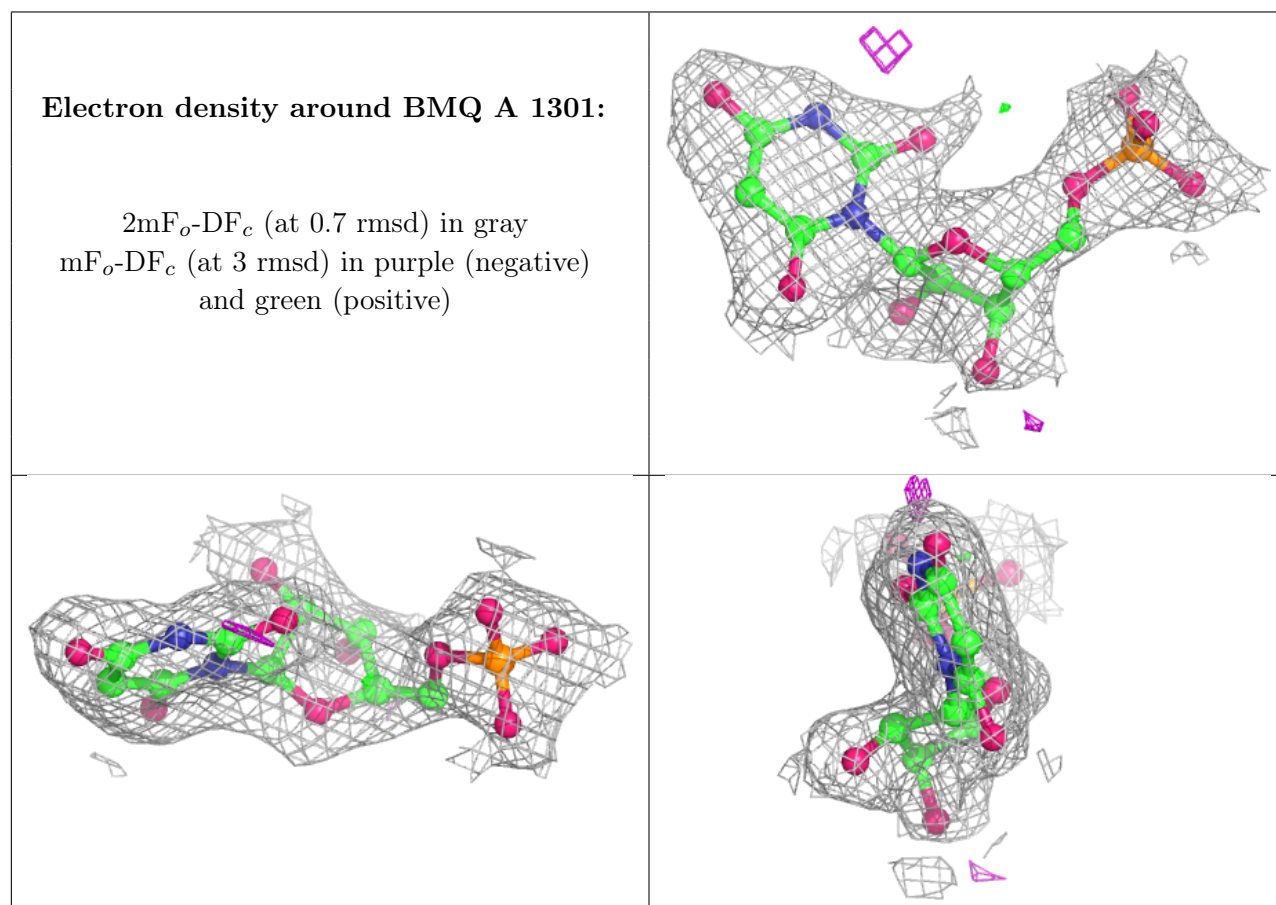 Electron density around BMQ A 1301:
2mFo-DFc (at 0.7 rmsd) in gray
mFo-DFc (at 3 rmsd) in purple (negative)
and green (positive)